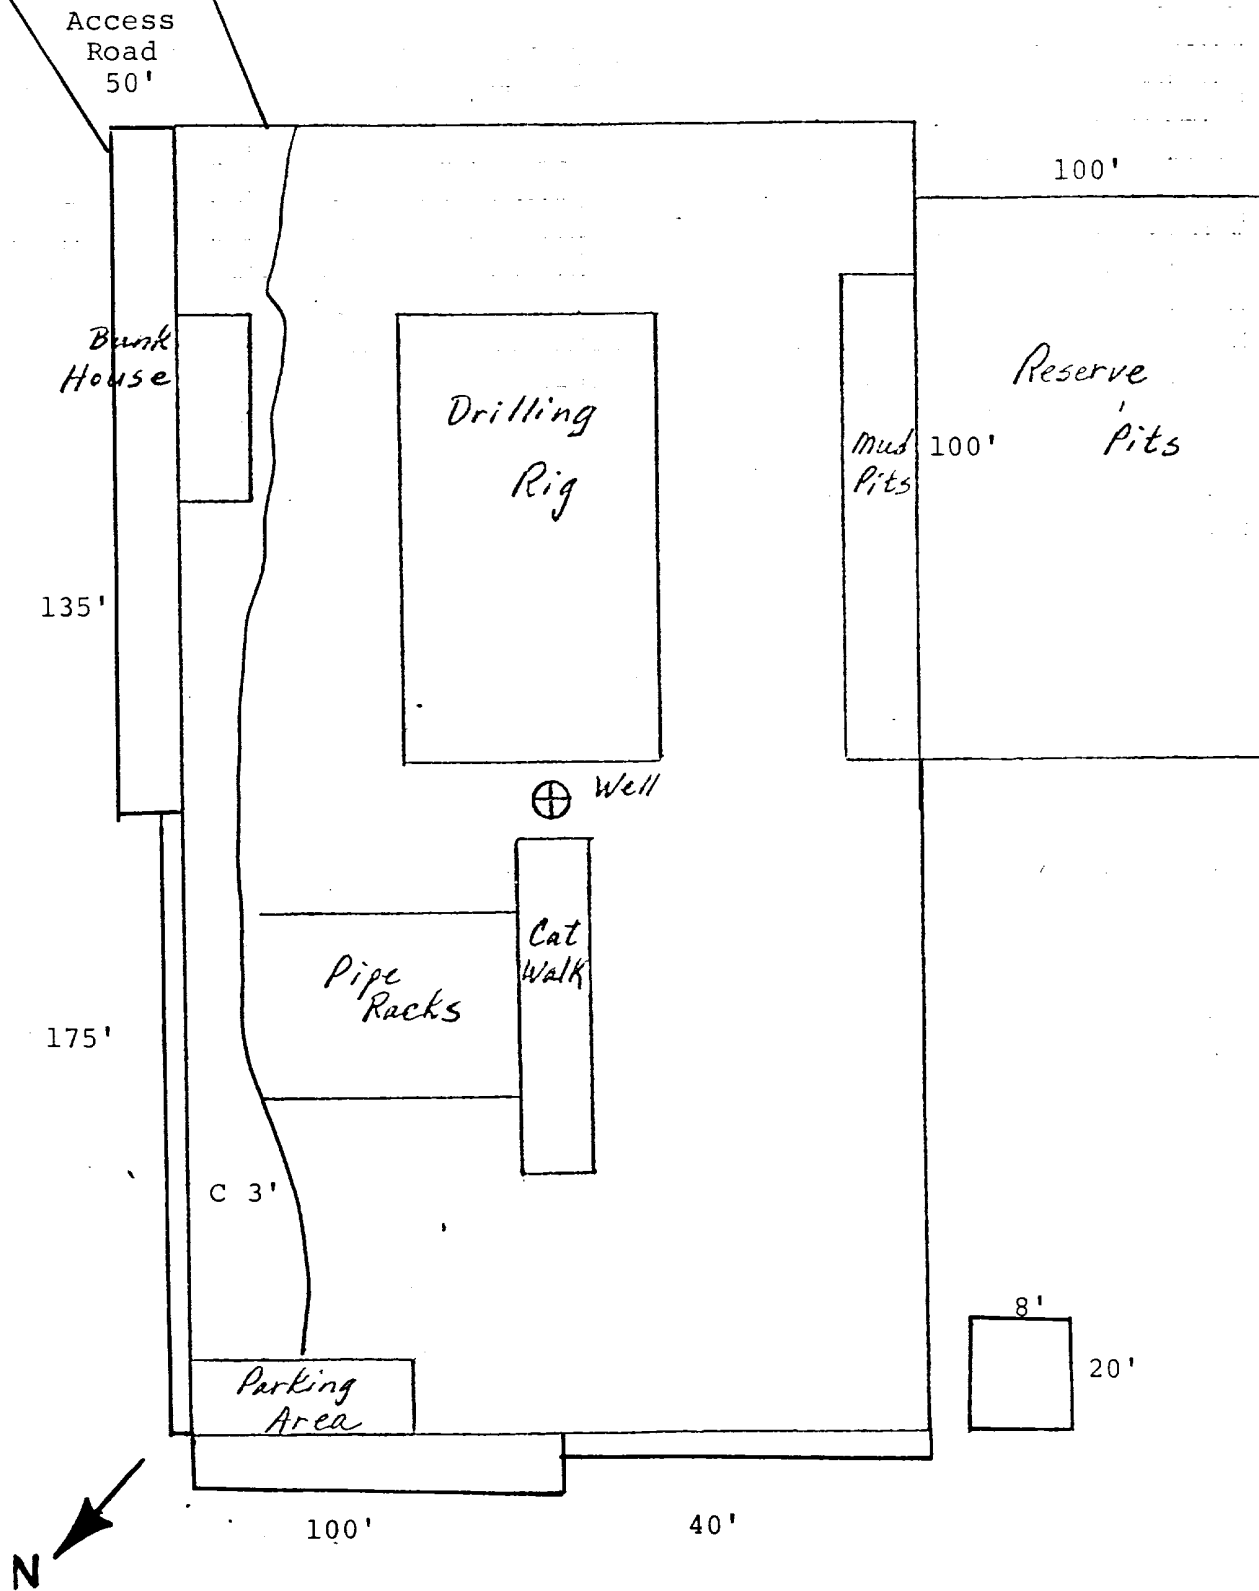 Access
Road
50'
100'
Bunk
House
Drilling
Rig
Mud
Pits
100'
Reserve
Pits
135'
Well
Cat
Walk
Pipe
Racks
175'
C 3'
8'
20'
Parking
Area
100'
40'
N